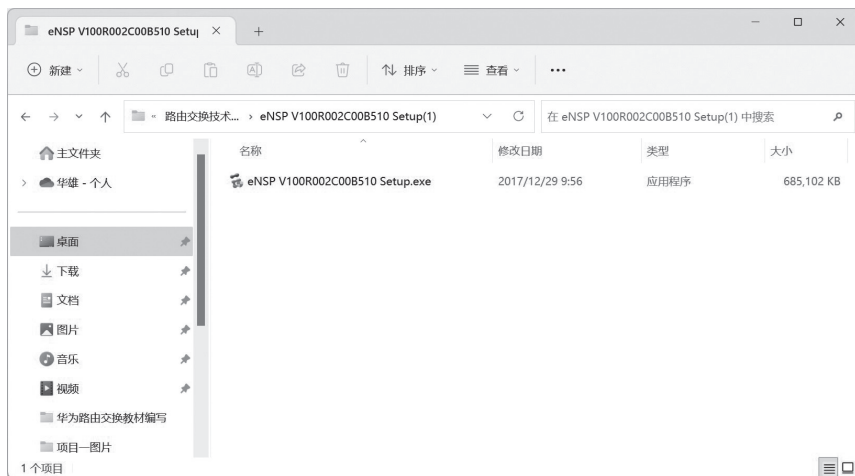 eNSP V100R002C00B510 Setup
新建 排序 查看
路由交换技术... › eNSP V100R002C00B510 Setup(1) 在 eNSP V100R002C00B510 Setup(1) 中搜索
名称 修改日期 类型 大小
eNSP V100R002C00B510 Setup.exe 2017/12/29 9:56 应用程序 685,102 KB
主文件夹
华雄 - 个人
桌面
下载
文档
图片
音乐
视频
华为路由交换教材编写
项目一图片
1 个项目